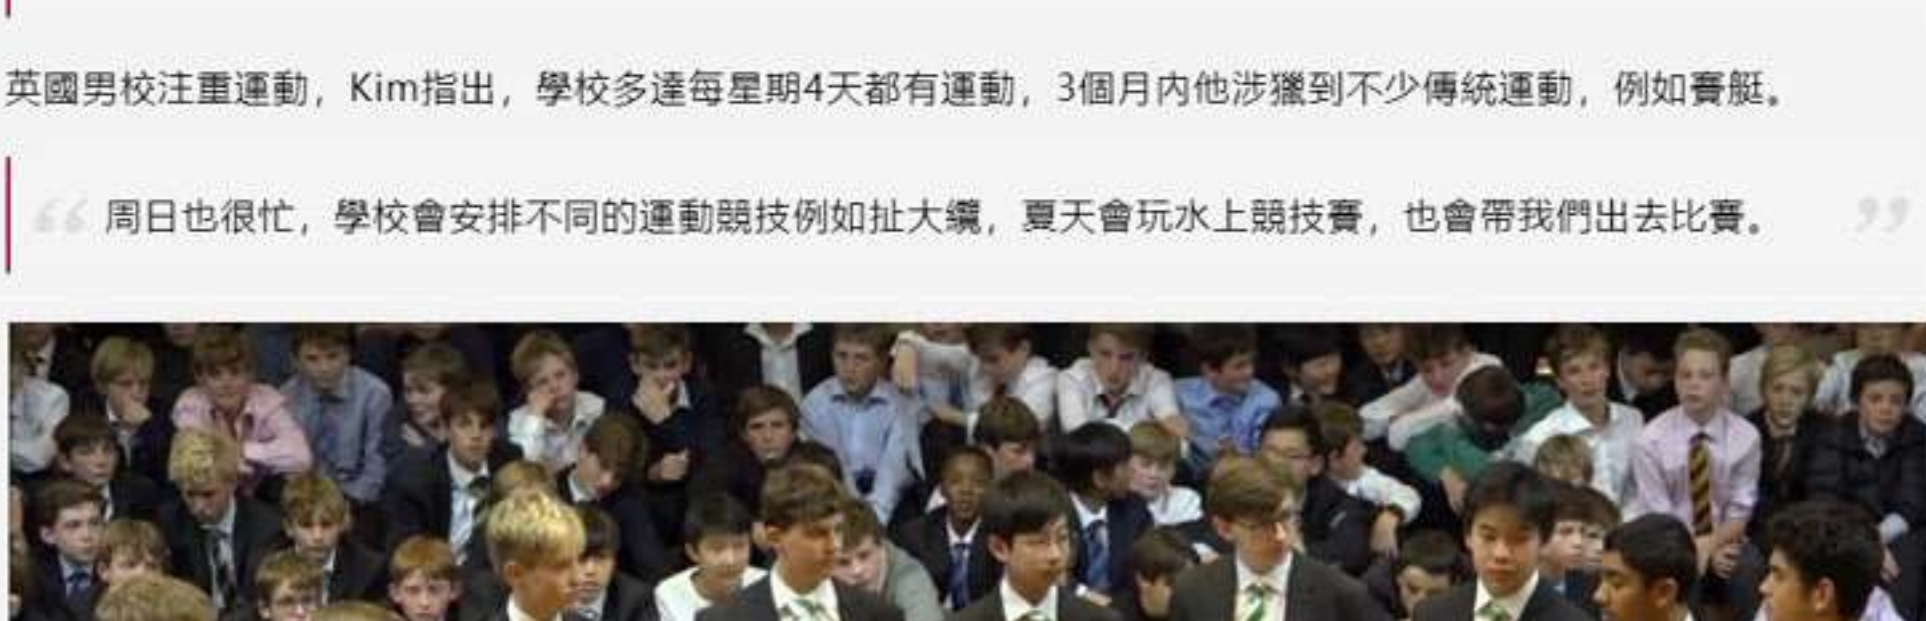 英國男校注重運動，Kim指出，學校多達每星期4天都有運動，3個月內他涉獵到不少傳統運動，例如賽艇。
“ 周日也很忙，學校會安排不同的運動競技例如扯大纜，夏天會玩水上競技賽，也會帶我們出去比賽。 ”